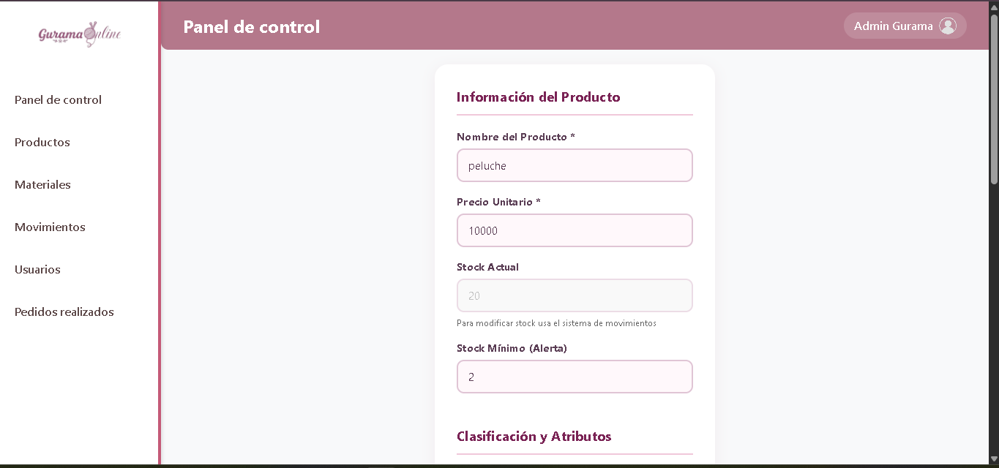 Gurama Online
Panel de control
Admin Gurama
Panel de control
Productos
Materiales
Movimientos
Usuarios
Pedidos realizados
Información del Producto
Nombre del Producto *
peluche
Precio Unitario *
10000
Stock Actual
20
Para modificar stock usa el sistema de movimientos
Stock Mínimo (Alerta)
2
Clasificación y Atributos